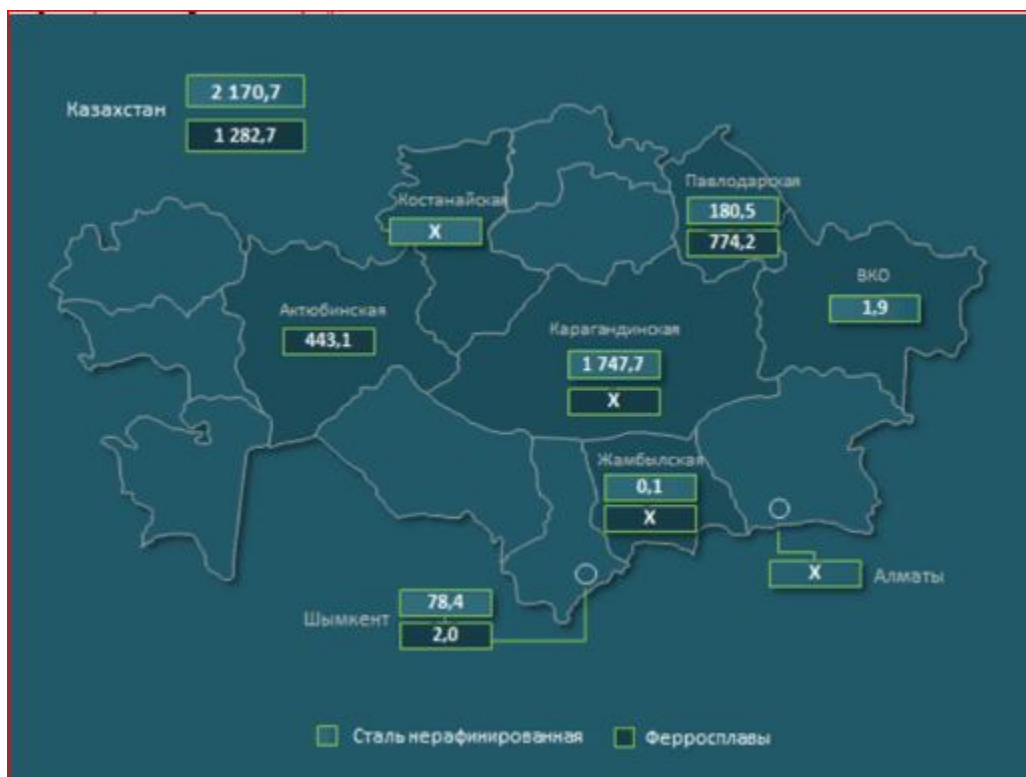 Казахстан
2 170,7
1 282,7
Костанайская
X
Павлодарская
180,5
774,2
ВКО
1,9
Актюбинская
443,1
Карагандинская
1 747,7
X
Жамбылская
0,1
X
X
Алматы
Шымкент
78,4
2,0
Сталь нерафинированная
Ферросплавы